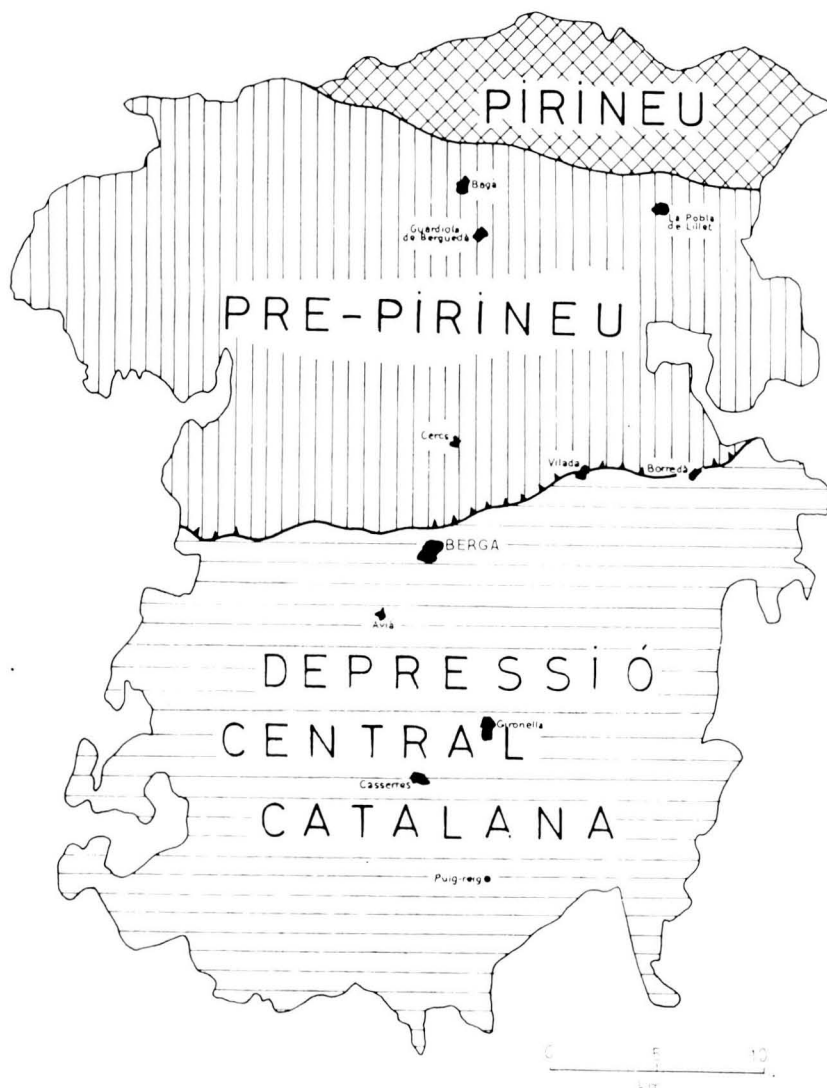 PIRINEU
Bagà
La Pobla
de Lillet
Guardiola
de Berguedà
PRE-PIRINEU
Cercs
Vilada
Borredà
BERGA
Avià
DEPRESSIÓ
Gironella
CENTRAL
Casserres
CATALANA
Puig-reig
0 5 10
Km